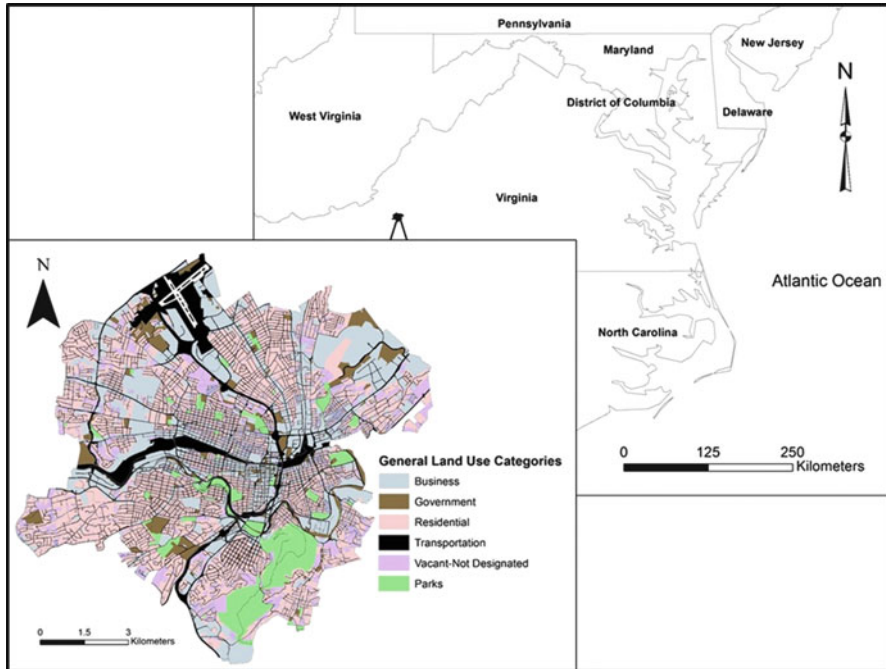 Pennsylvania
New Jersey
Maryland
N
District of Columbia
Delaware
West Virginia
Virginia
Atlantic Ocean
North Carolina
0 125 250
Kilometers
N
General Land Use Categories
Business
Government
Residential
Transportation
Vacant-Not Designated
Parks
0 1.5 3
Kilometers